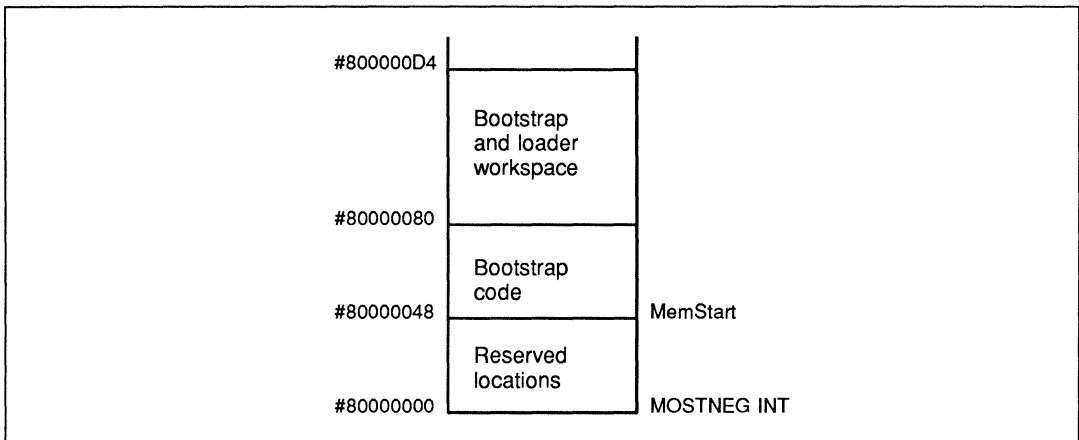 #800000D4
Bootstrap
and loader
workspace
#80000080
Bootstrap
code
#80000048
MemStart
Reserved
locations
#80000000
MOSTNEG INT